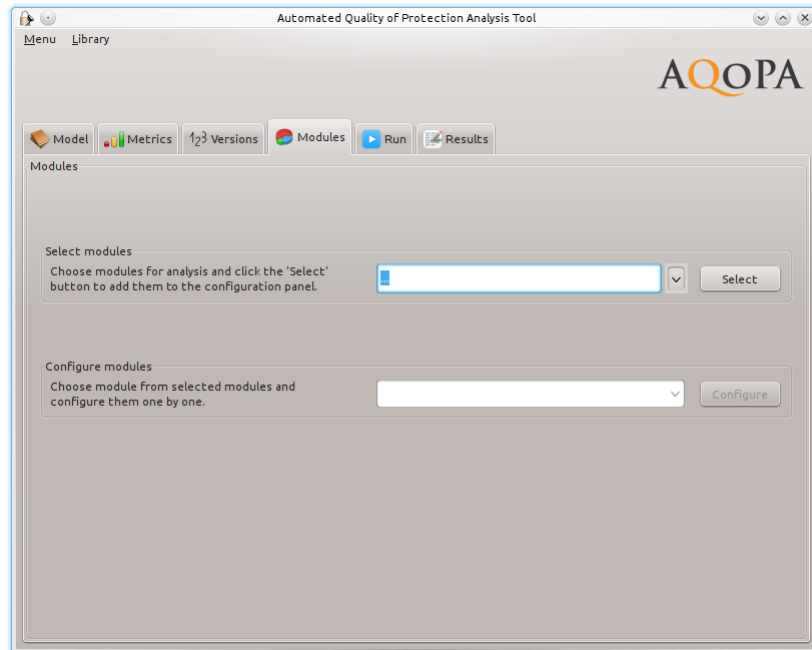 Automated Quality of Protection Analysis Tool
Menu Library
AQoPA
Model Metrics 123 Versions Modules Run Results
Modules
Select modules
Choose modules for analysis and click the 'Select'
button to add them to the configuration panel.
...
Select
Configure modules
Choose module from selected modules and
configure them one by one.
Configure